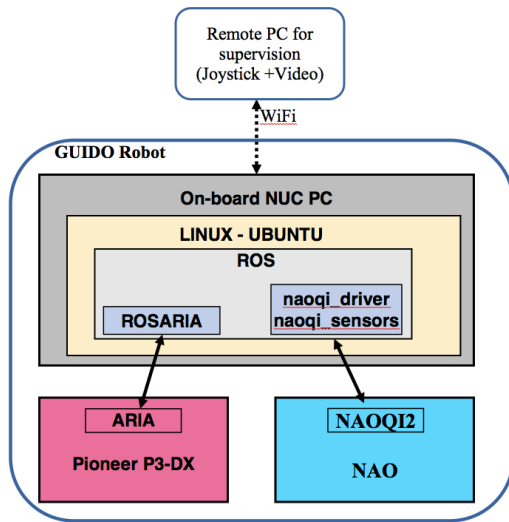 Remote PC for
supervision
(Joystick +Video)
WiFi
GUIDO Robot
On-board NUC PC
LINUX - UBUNTU
ROS
ROSARIA
naoqi_driver
naoqi_sensors
ARIA
Pioneer P3-DX
NAOQI2
NAO